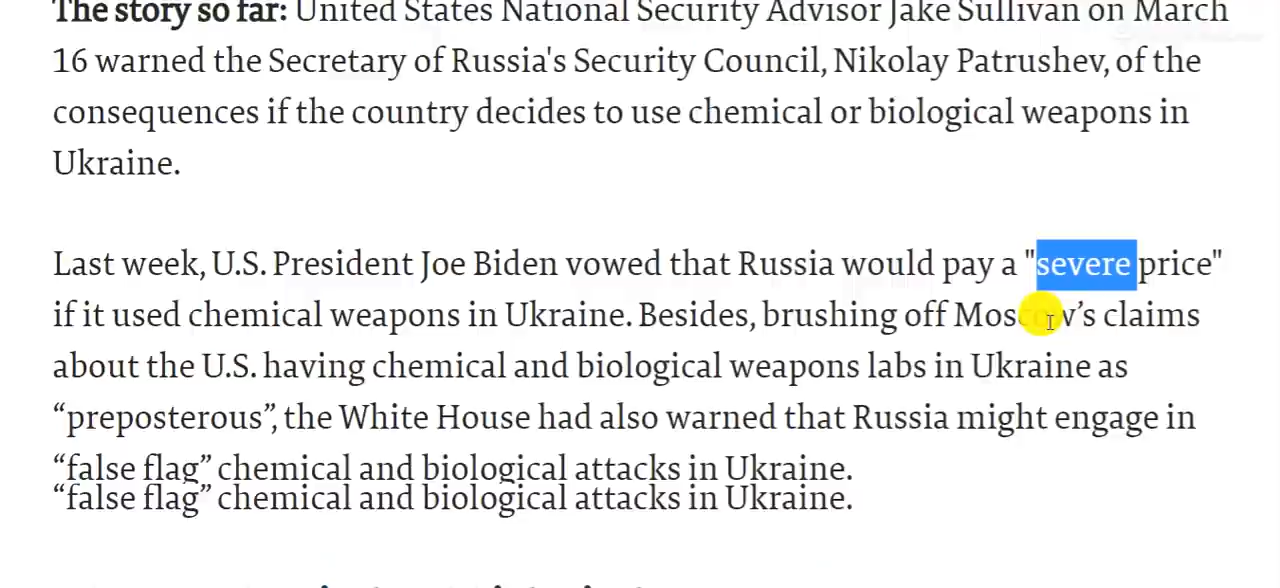 The story so far: United States National Security Advisor Jake Sullivan on March
16 warned the Secretary of Russia's Security Council, Nikolay Patrushev, of the
consequences if the country decides to use chemical or biological weapons in
Ukraine.
Last week, U.S. President Joe Biden vowed that Russia would pay a "severe price"
if it used chemical weapons in Ukraine. Besides, brushing off Moscow’s claims
about the U.S. having chemical and biological weapons labs in Ukraine as
“preposterous”, the White House had also warned that Russia might engage in
“false flag” chemical and biological attacks in Ukraine.
“false flag” chemical and biological attacks in Ukraine.